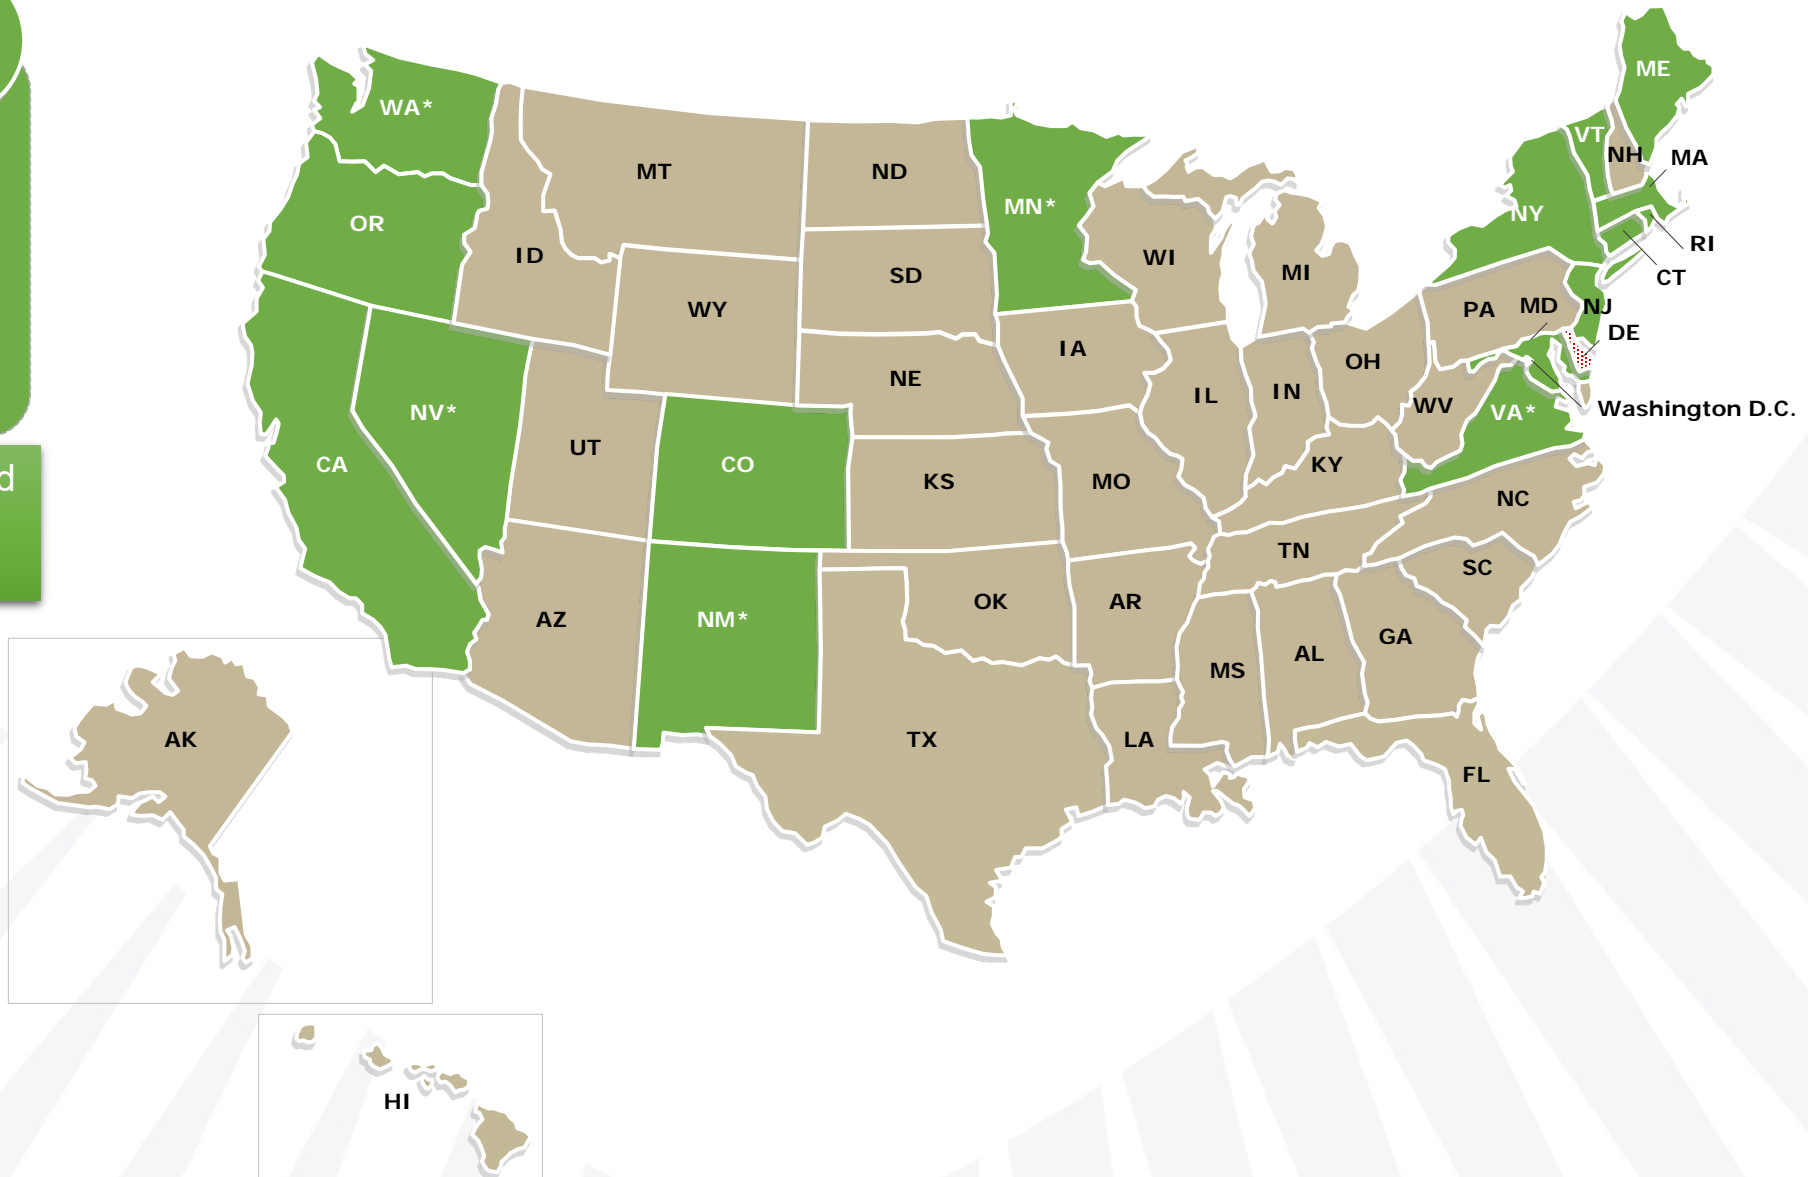 ME
WA*
VT
NH
MA
MT
ND
MN*
NY
OR
RI
ID
WI
SD
MI
CT
WY
PA
MD
NJ
DE
IA
OH
NE
IL
IN
WV
NV*
VA*
Washington D.C.
UT
CA
CO
KY
d
KS
MO
NC
TN
SC
OK
AR
AZ
NM*
GA
AL
MS
AK
TX
LA
FL
HI